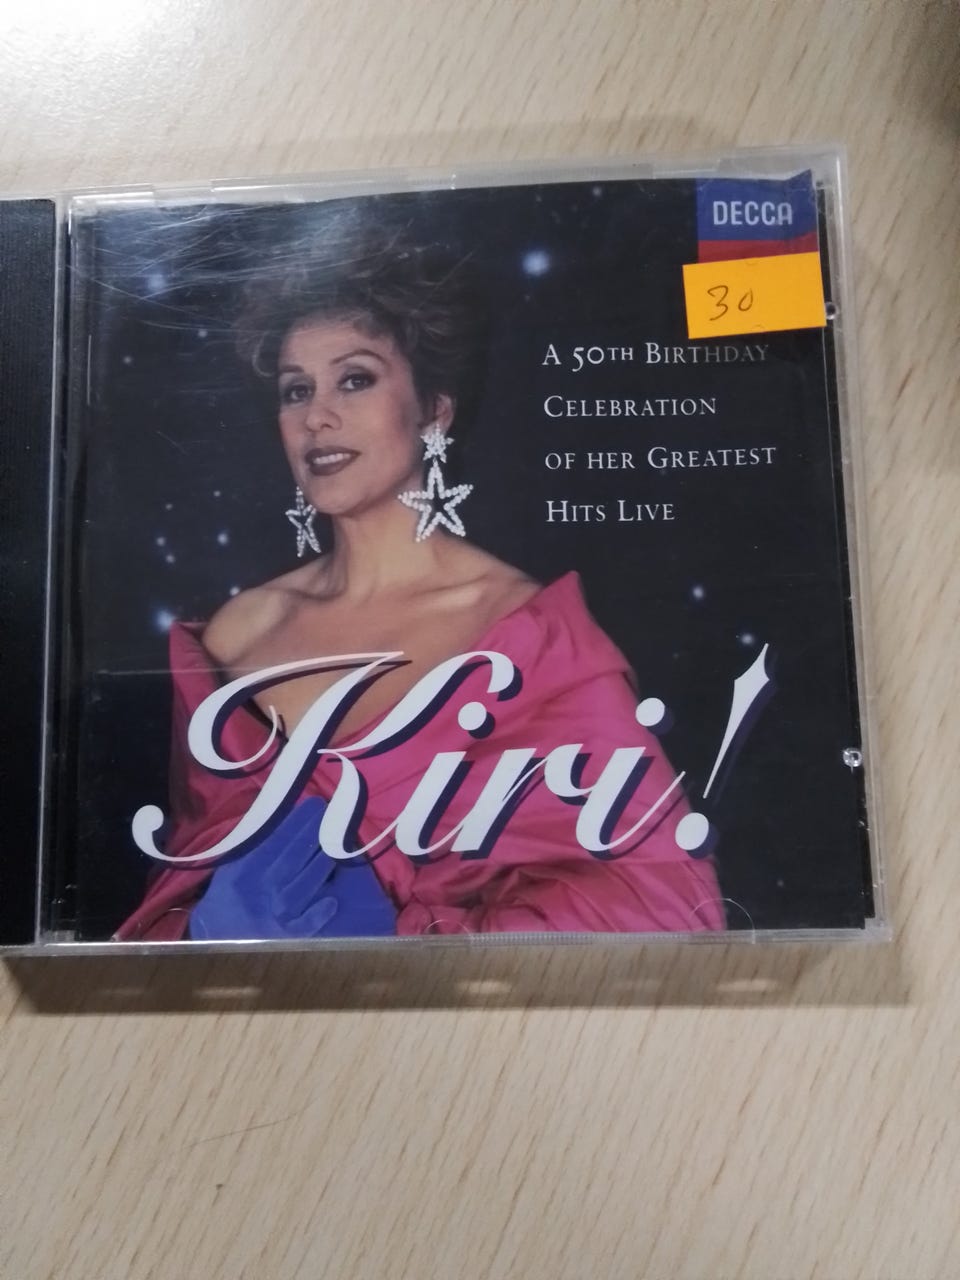 DECCA
30
A 50TH BIRTHDAY
CELEBRATION
OF HER GREATEST
HITS LIVE
Kiri!